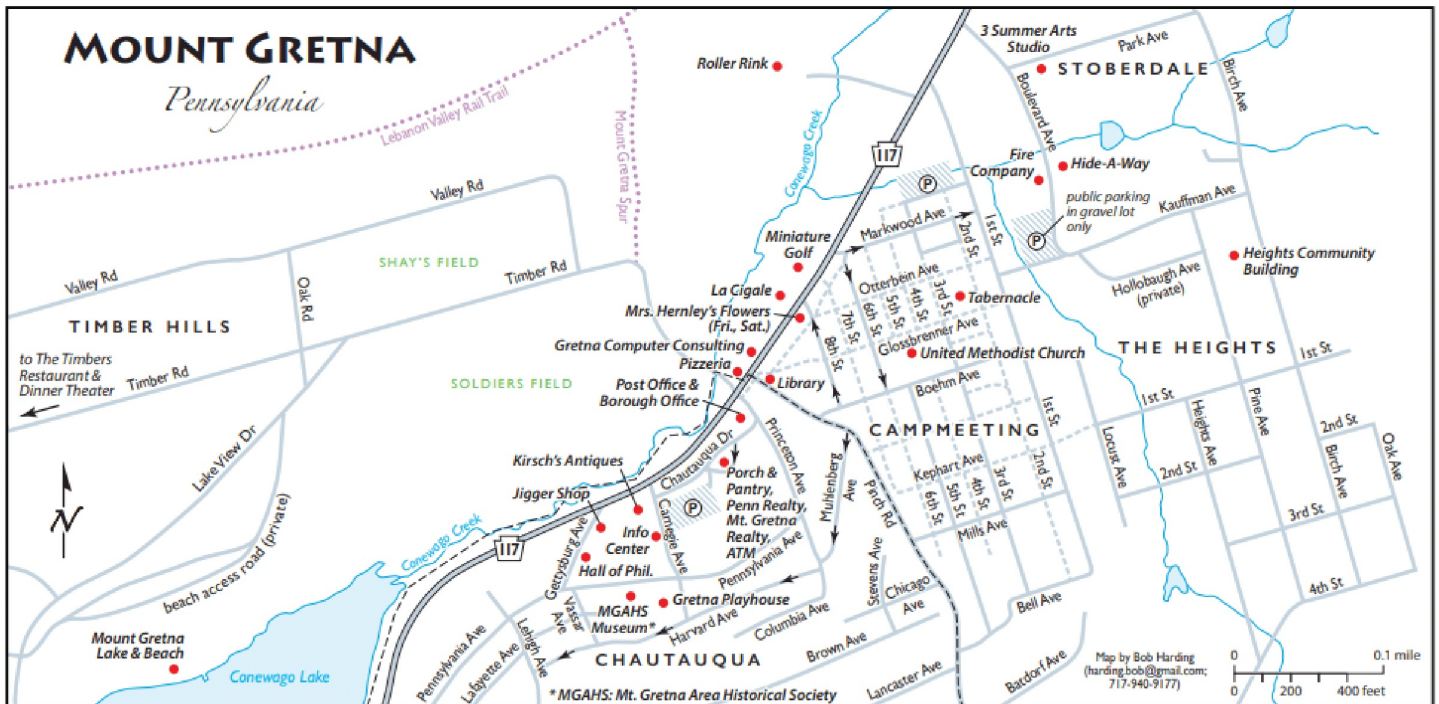 MOUNT GRETNA
Pennsylvania
Lebanon Valley Rail Trail
Mount Gretna Spur
Roller Rink
Conewago Creek
117
3 Summer Arts
Studio
Park Ave
STOBERDALE
Boulevard Ave
Birch Ave
Fire
Company
Hide-A-Way
P
public parking
in gravel lot
only
P
Kauffman Ave
Valley Rd
Valley Rd
SHAY'S FIELD
Timber Rd
Oak Rd
TIMBER HILLS
Miniature
Golf
Markwood Ave
1st St
2nd St
Heights Community
Building
Hollobaugh Ave
(private)
La Cigale
Otterbein Ave
3rd St
4th St
5th St
6th St
7th St
8th St
Tabernacle
Mrs. Hernley's Flowers
(Fri., Sat.)
Glossbrenner Ave
Gretna Computer Consulting
United Methodist Church
THE HEIGHTS
1st St
to The Timbers
Restaurant &
Dinner Theater
Timber Rd
SOLDIERS FIELD
Pizzeria
Library
Boehm Ave
Post Office &
Borough Office
1st St
1st St
Heights Ave
Pine Ave
CAMPMEETING
Lake View Dr
Chautauqua Dr
Princeton Ave
2nd St
Locust Ave
Birch Ave
Oak Ave
Kirsch's Antiques
Porch &
Pantry,
Penn Realty,
Mt. Gretna
Realty,
ATM
Muhlenberg
Ave
Pinch Rd
Kephart Ave
2nd St
3rd St
4th St
5th St
6th St
2nd St
3rd St
Jigger Shop
P
N
Conewago Creek
117
Info
Center
Carnegie Ave
Mills Ave
beach access road (private)
Gettysburg Ave
Hall of Phil.
Pennsylvania Ave
Stevens Ave
Chicago
Ave
4th St
MGAHS
Museum*
Gretna Playhouse
Vassar
Ave
Harvard Ave
Columbia Ave
Bell Ave
Mount Gretna
Lake & Beach
Conewago Lake
Pennsylvania Ave
Lafayette Ave
Lehigh Ave
CHAUTAUQUA
Brown Ave
Lancaster Ave
Batdorf Ave
Map by Bob Harding
(harding.bob@gmail.com;
717-940-9177)
0 0.1 mile
0 200 400 feet
* MGAHS: Mt. Gretna Area Historical Society